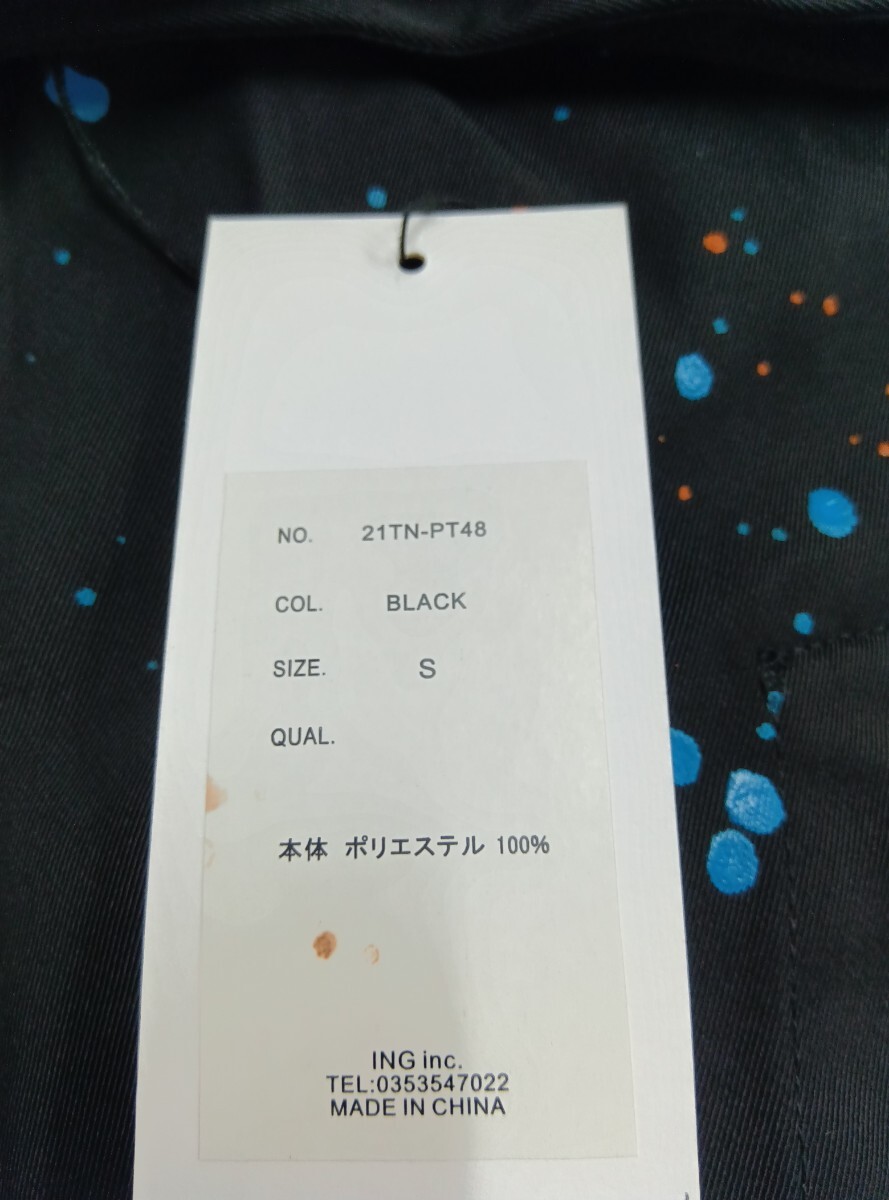 NO. 21TN-PT48
COL. BLACK
SIZE. S
QUAL.
本体 ポリエステル 100%
ING inc.
TEL:0353547022
MADE IN CHINA